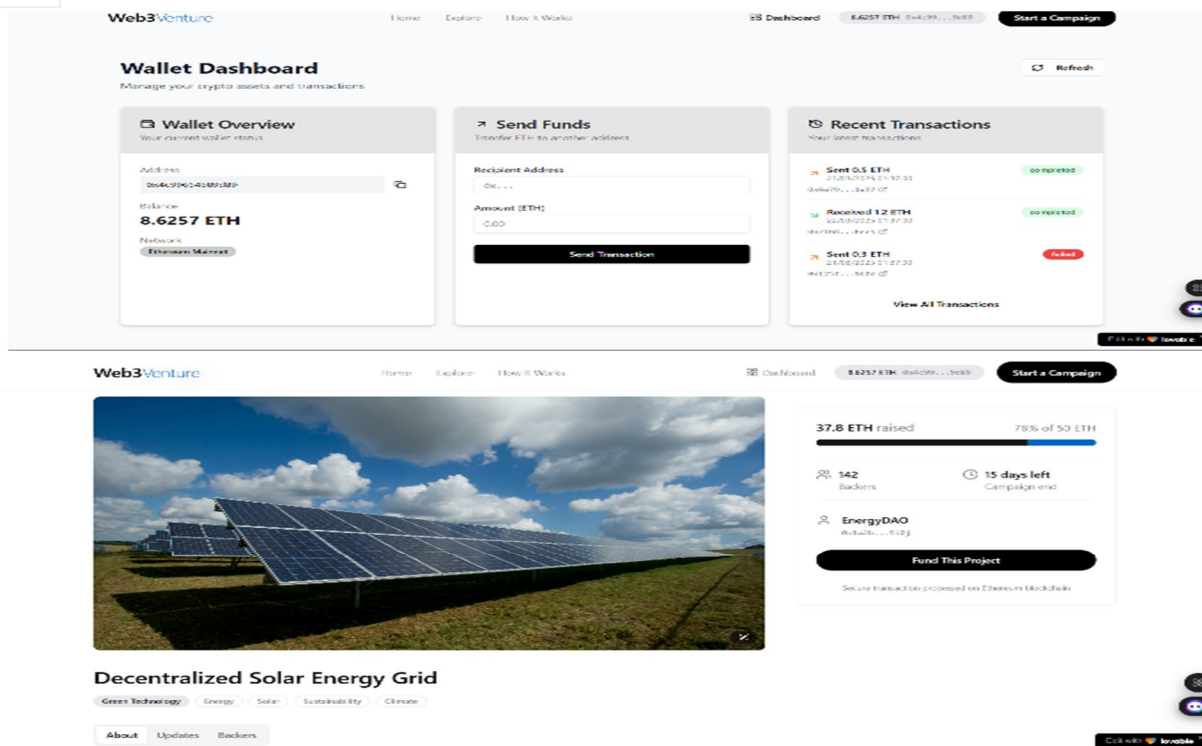 Web3Venture
Home Explore How It Works
Dashboard 8.6257 ETH Start a Campaign
Wallet Dashboard
Manage your crypto assets and transactions
Refresh
Wallet Overview
Your current wallet status
Address
Balance
8.6257 ETH
Network
Ethereum Mainnet
Send Funds
Transfer ETH to another address
Recipient Address
0x...
Amount (ETH)
0.00
Send Transaction
Recent Transactions
Your latest transactions
Sent 0.5 ETH completed
Received 1.2 ETH completed
Sent 0.3 ETH failed
View All Transactions
Edit with lovable
Web3Venture
Home Explore How It Works
Dashboard 8.6257 ETH Start a Campaign
37.8 ETH raised 76% of 50 ETH
142
Backers
15 days left
Campaign end
EnergyDAO
Fund This Project
Secure transaction processed on Ethereum blockchain
Decentralized Solar Energy Grid
Green Technology Energy Solar Sustainability Climate
About Updates Backers
Edit with lovable